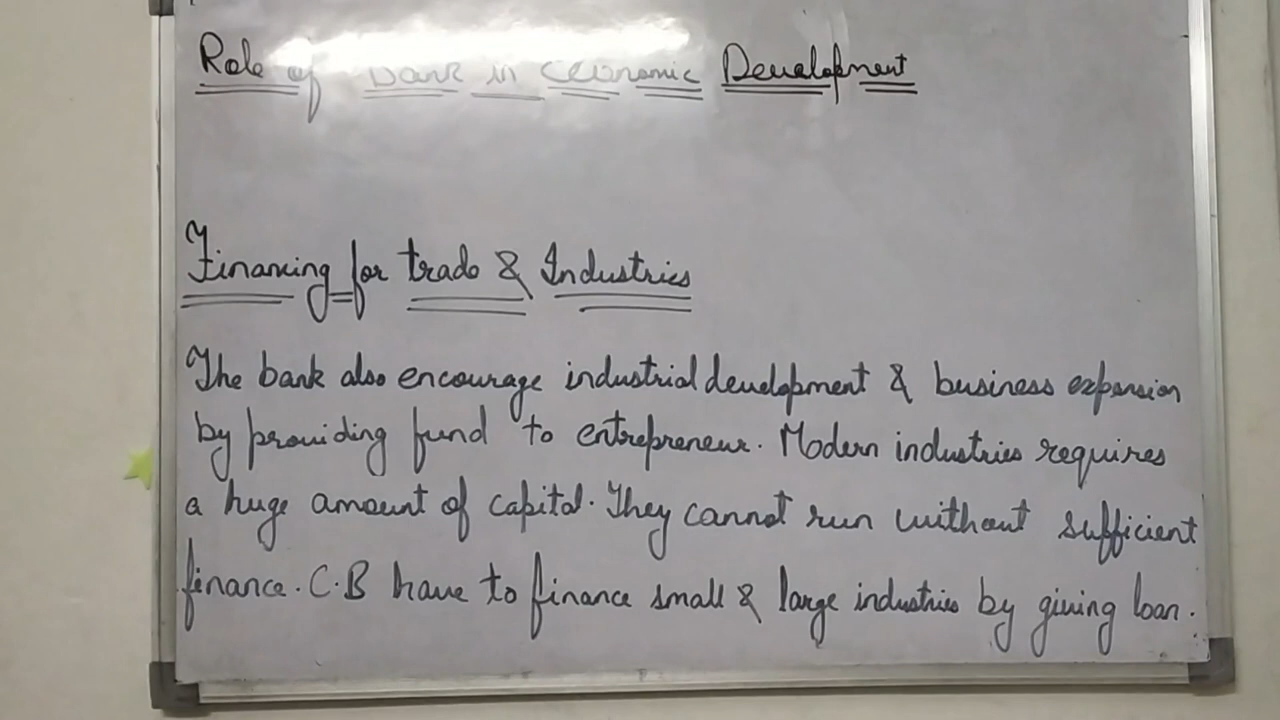 Role of Bank in Economic Development
Financing for trade & Industries
The bank also encourage industrial development & business expansion
by providing fund to entrepreneur. Modern industries requires
a huge amount of capital. They cannot run without sufficient
finance. C.B have to finance small & large industries by giving loan.